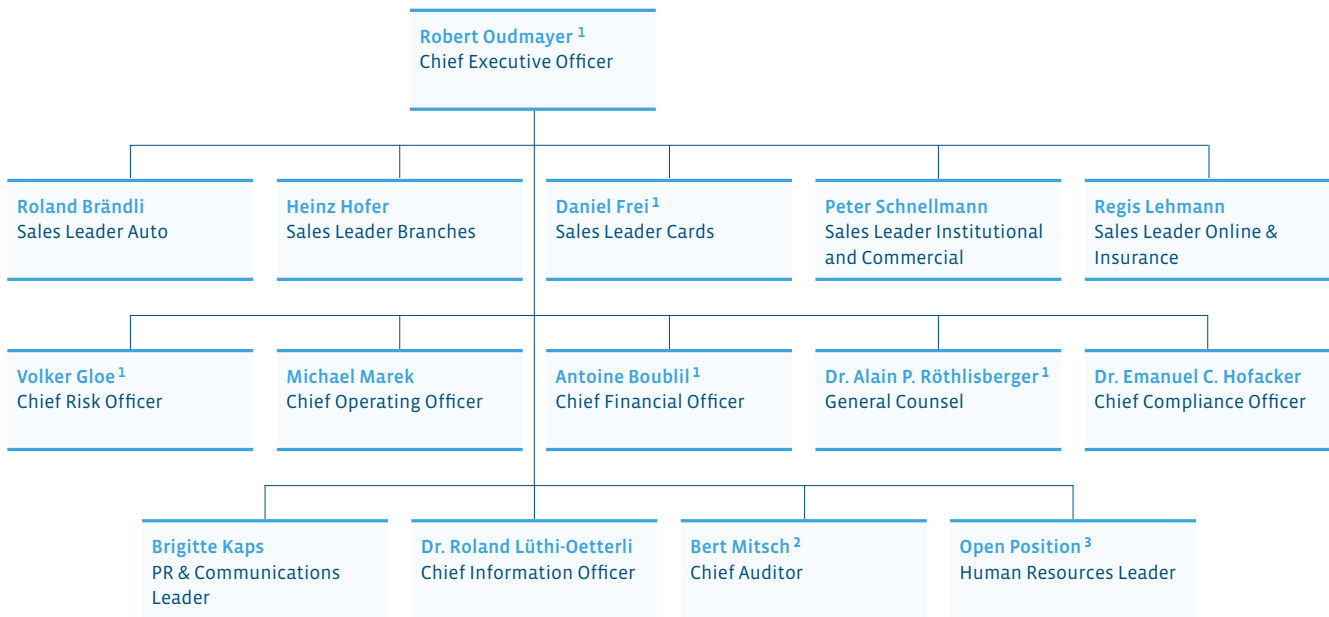 Robert Oudmayer 1
Chief Executive Officer
Roland Brändli
Sales Leader Auto
Heinz Hofer
Sales Leader Branches
Daniel Frei 1
Sales Leader Cards
Peter Schnellmann
Sales Leader Institutional
and Commercial
Regis Lehmann
Sales Leader Online &
Insurance
Volker Gloe 1
Chief Risk Officer
Michael Marek
Chief Operating Officer
Antoine Boublil 1
Chief Financial Officer
Dr. Alain P. Röthlisberger 1
General Counsel
Dr. Emanuel C. Hofacker
Chief Compliance Officer
Brigitte Kaps
PR & Communications
Leader
Dr. Roland Lüthi-Oetterli
Chief Information Officer
Bert Mitsch 2
Chief Auditor
Open Position 3
Human Resources Leader